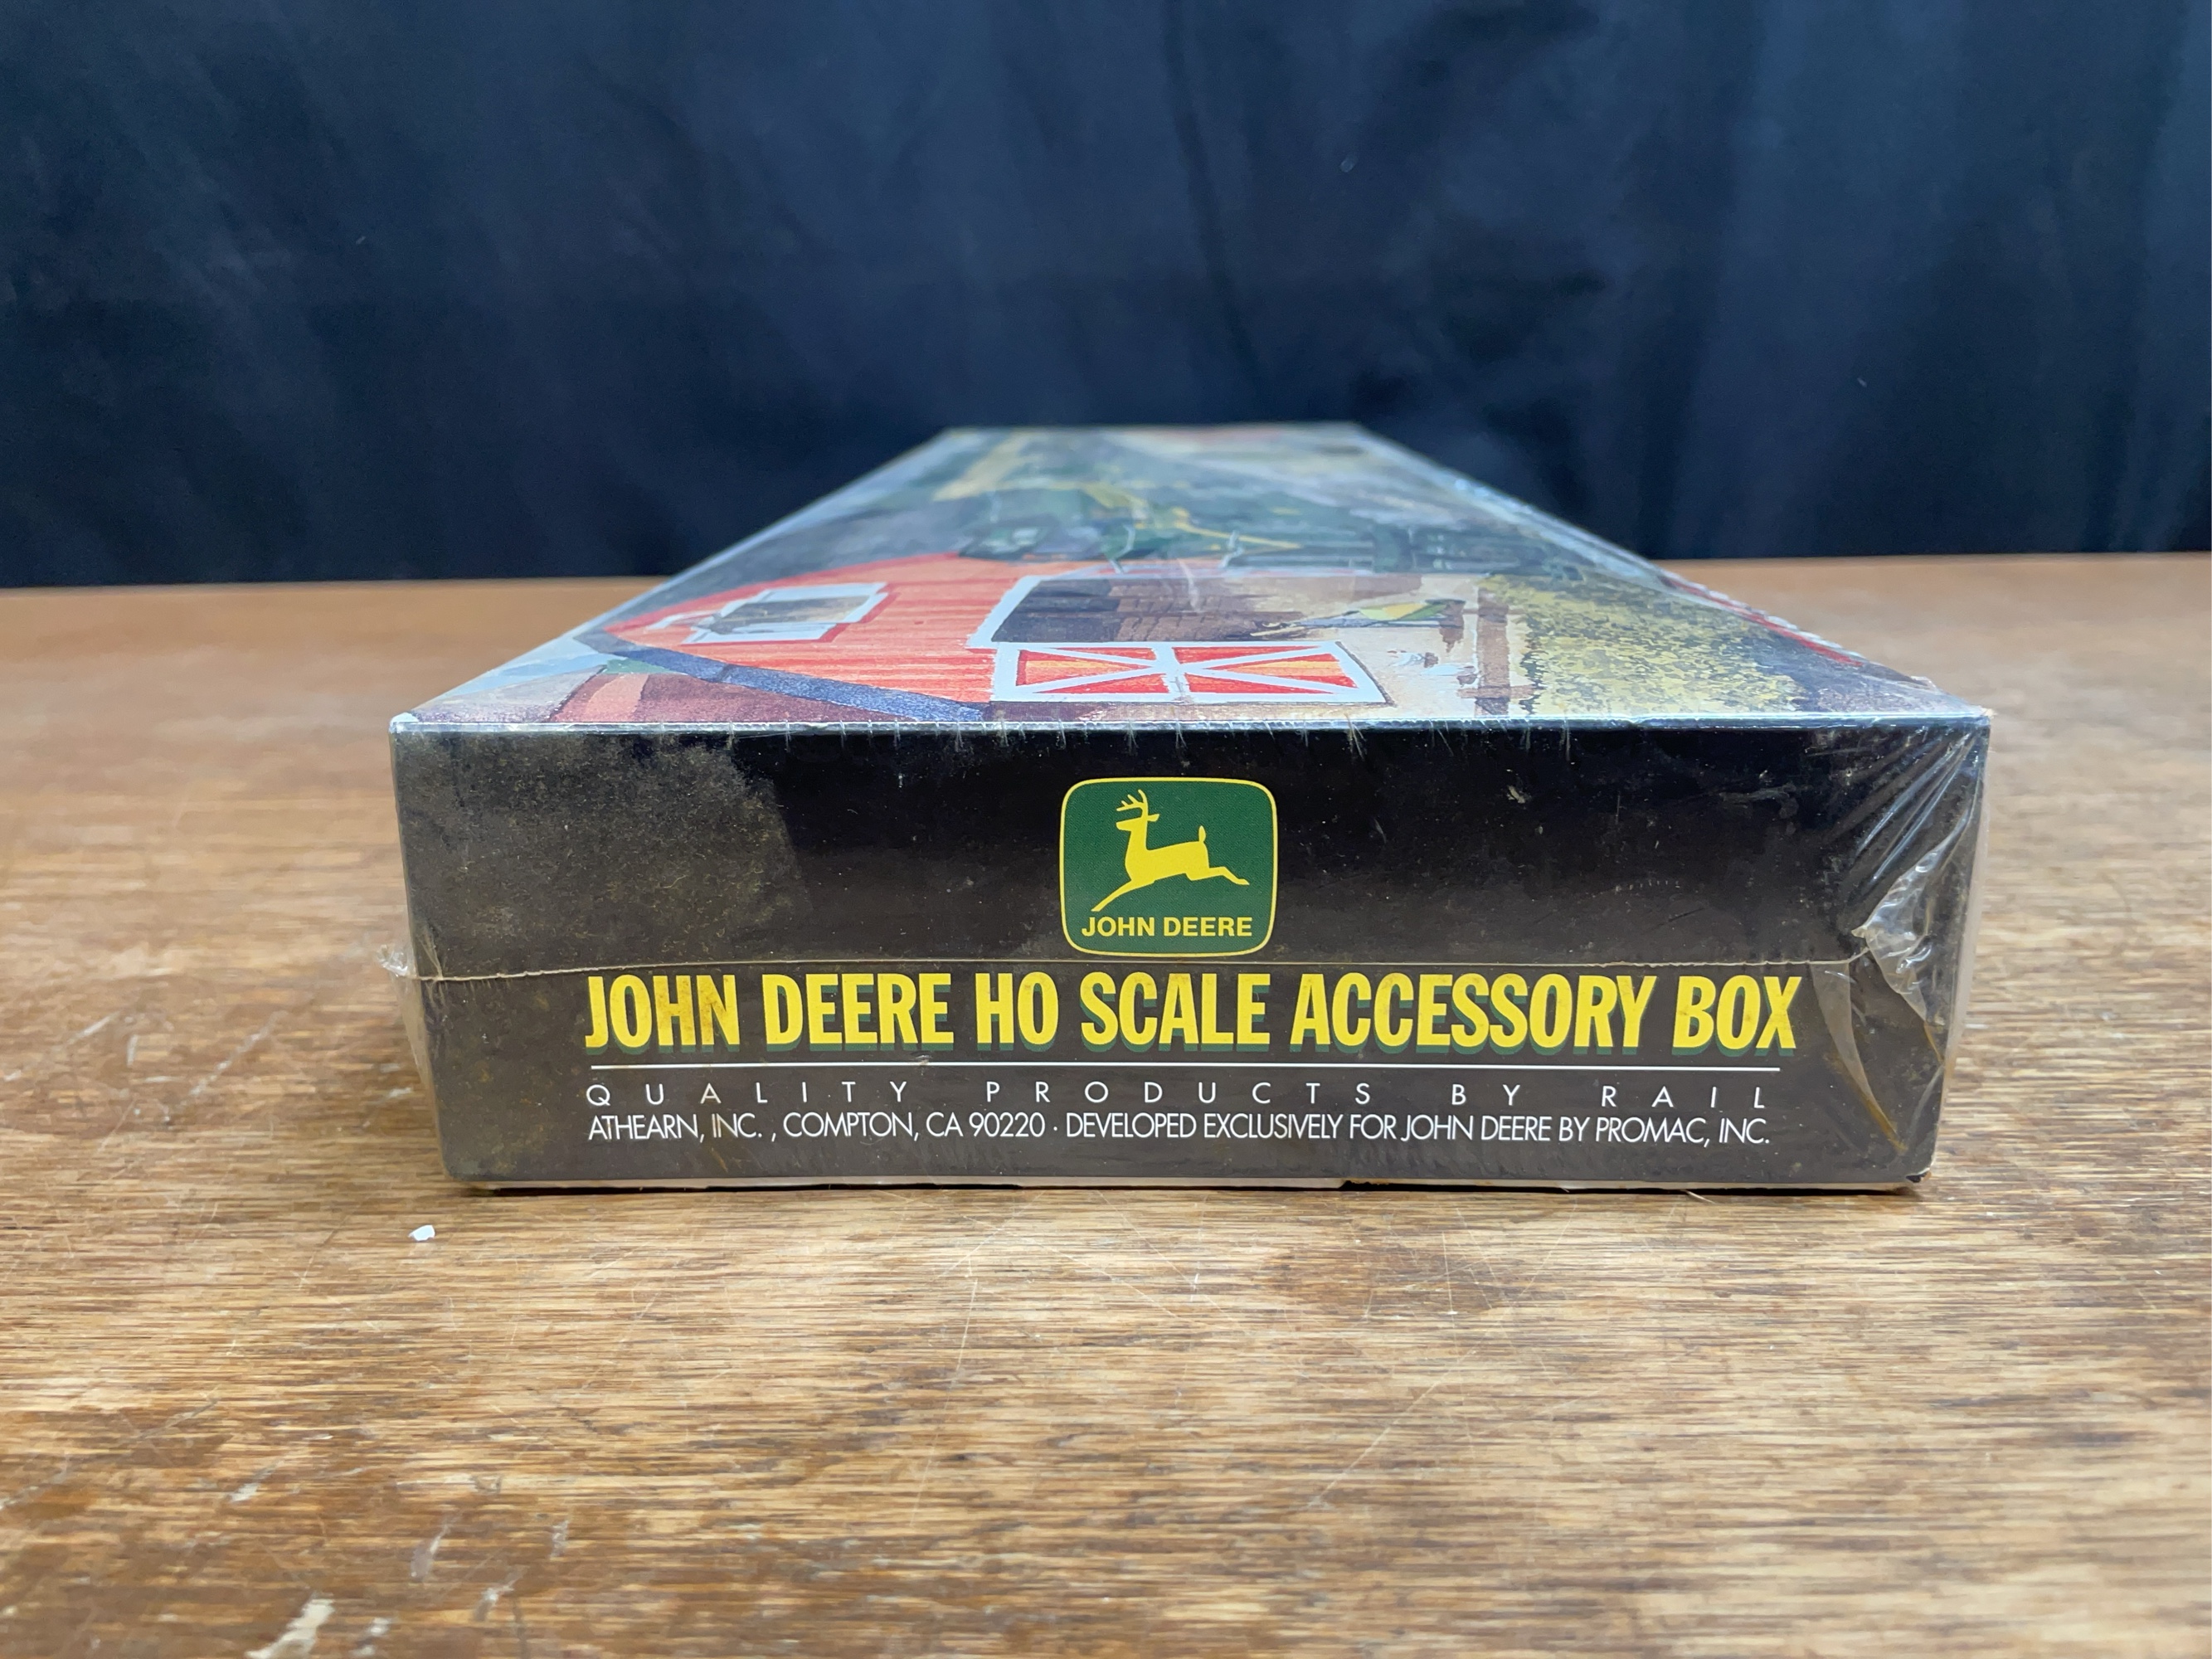 JOHN DEERE
JOHN DEERE HO SCALE ACCESSORY BOX
QUALITY PRODUCTS BY RAIL
ATHEARN, INC. , COMPTON, CA 90220 · DEVELOPED EXCLUSIVELY FOR JOHN DEERE BY PROMAC, INC.